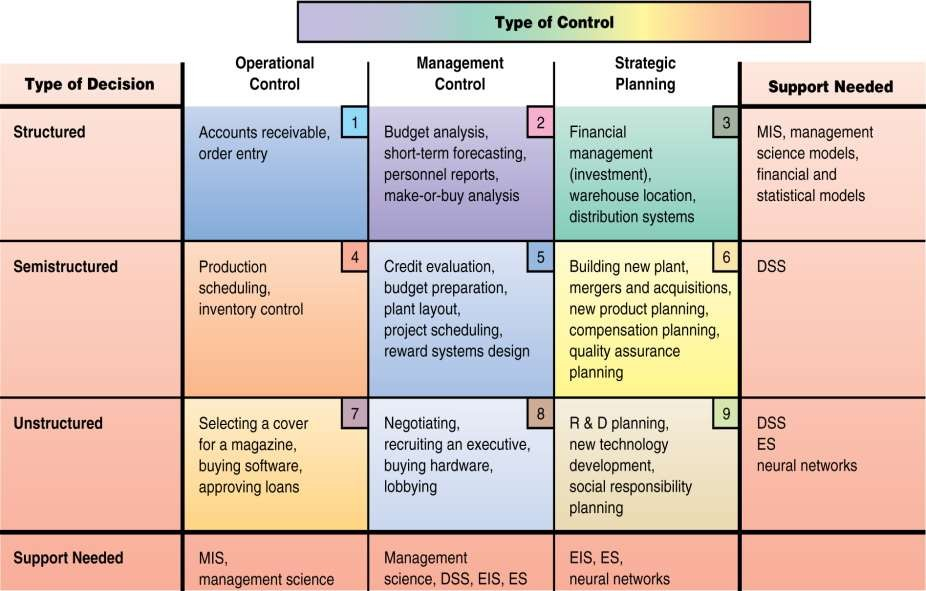 Type of Control
Type of Decision
Operational
Control
Management
Control
Strategic
Planning
Support Needed
Structured
Accounts receivable,
order entry
1
Budget analysis,
short-term forecasting,
personnel reports,
make-or-buy analysis
2
Financial
management
(investment),
warehouse location,
distribution systems
3
MIS, management
science models,
financial and
statistical models
Semistructured
Production
scheduling,
inventory control
4
Credit evaluation,
budget preparation,
plant layout,
project scheduling,
reward systems design
5
Building new plant,
mergers and acquisitions,
new product planning,
compensation planning,
quality assurance
planning
6
DSS
Unstructured
Selecting a cover
for a magazine,
buying software,
approving loans
7
Negotiating,
recruiting an executive,
buying hardware,
lobbying
8
R & D planning,
new technology
development,
social responsibility
planning
9
DSS
ES
neural networks
Support Needed
MIS,
management science
Management
science, DSS, EIS, ES
EIS, ES,
neural networks